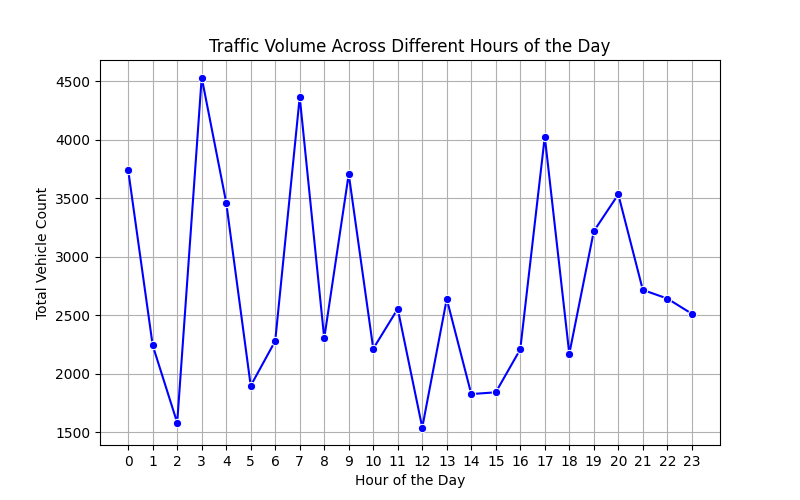 Traffic Volume Across Different Hours of the Day
Total Vehicle Count
4500
4000
3500
3000
2500
2000
1500
0 1 2 3 4 5 6 7 8 9 10 11 12 13 14 15 16 17 18 19 20 21 22 23
Hour of the Day